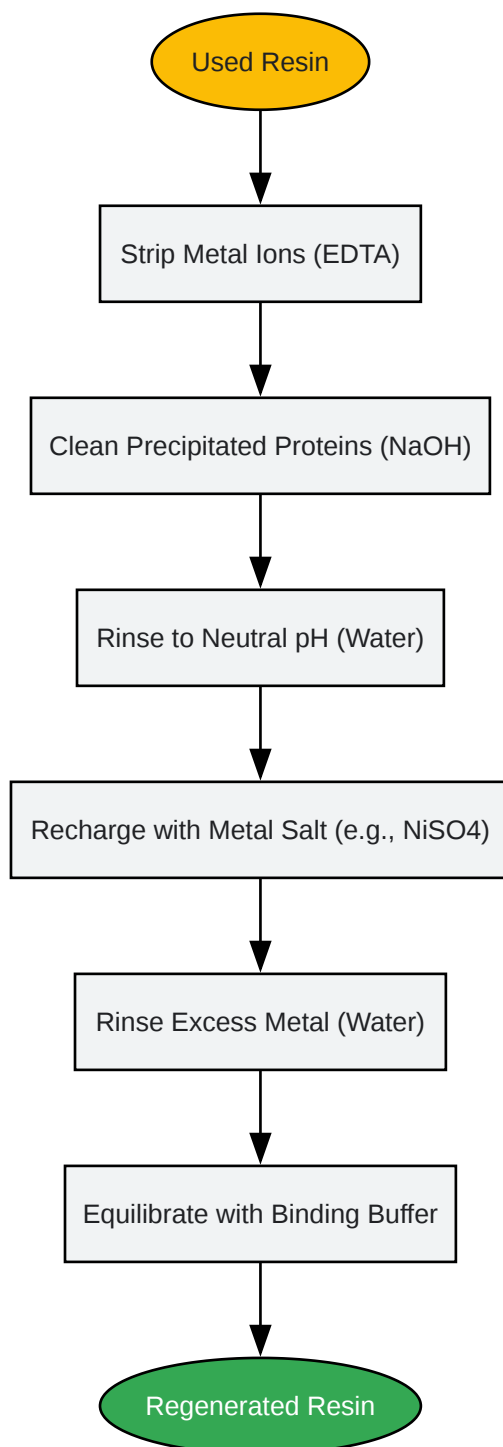 Used Resin
Strip Metal Ions (EDTA)
Clean Precipitated Proteins (NaOH)
Rinse to Neutral pH (Water)
Recharge with Metal Salt (e.g., NiSO4)
Rinse Excess Metal (Water)
Equilibrate with Binding Buffer
Regenerated Resin